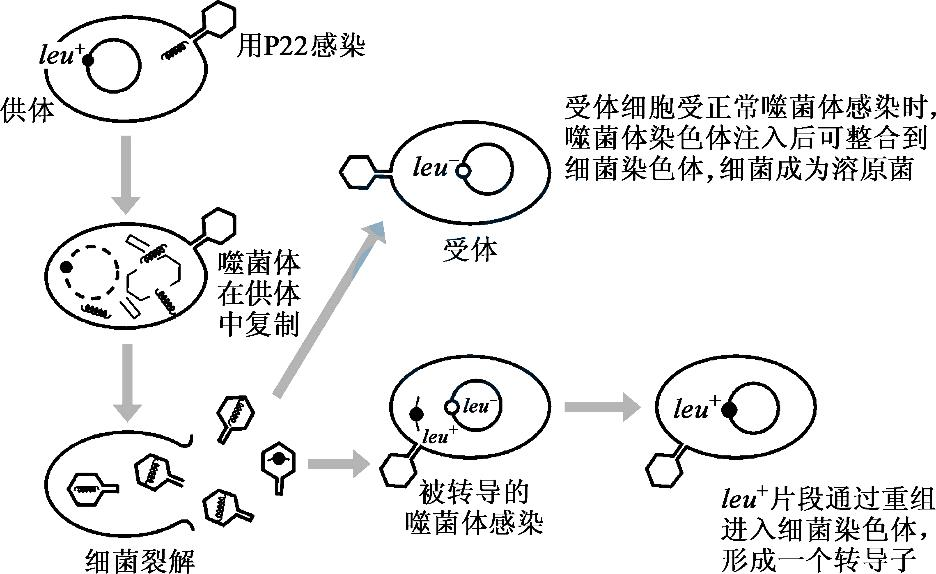 leu⁺
用P22感染
供体
受体细胞受正常噬菌体感染时，
噬菌体染色体注入后可整合到
细菌染色体，细菌成为溶原菌
leu⁻
受体
噬菌体
在供体
中复制
leu⁻
leu⁺
leu⁺
被转导的
噬菌体感染
leu⁺片段通过重组
进入细菌染色体，
形成一个转导子
细菌裂解